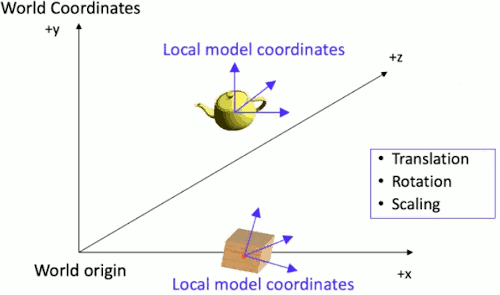 World Coordinates
+y
Local model coordinates
+z
• Translation
• Rotation
• Scaling
World origin
+x
Local model coordinates